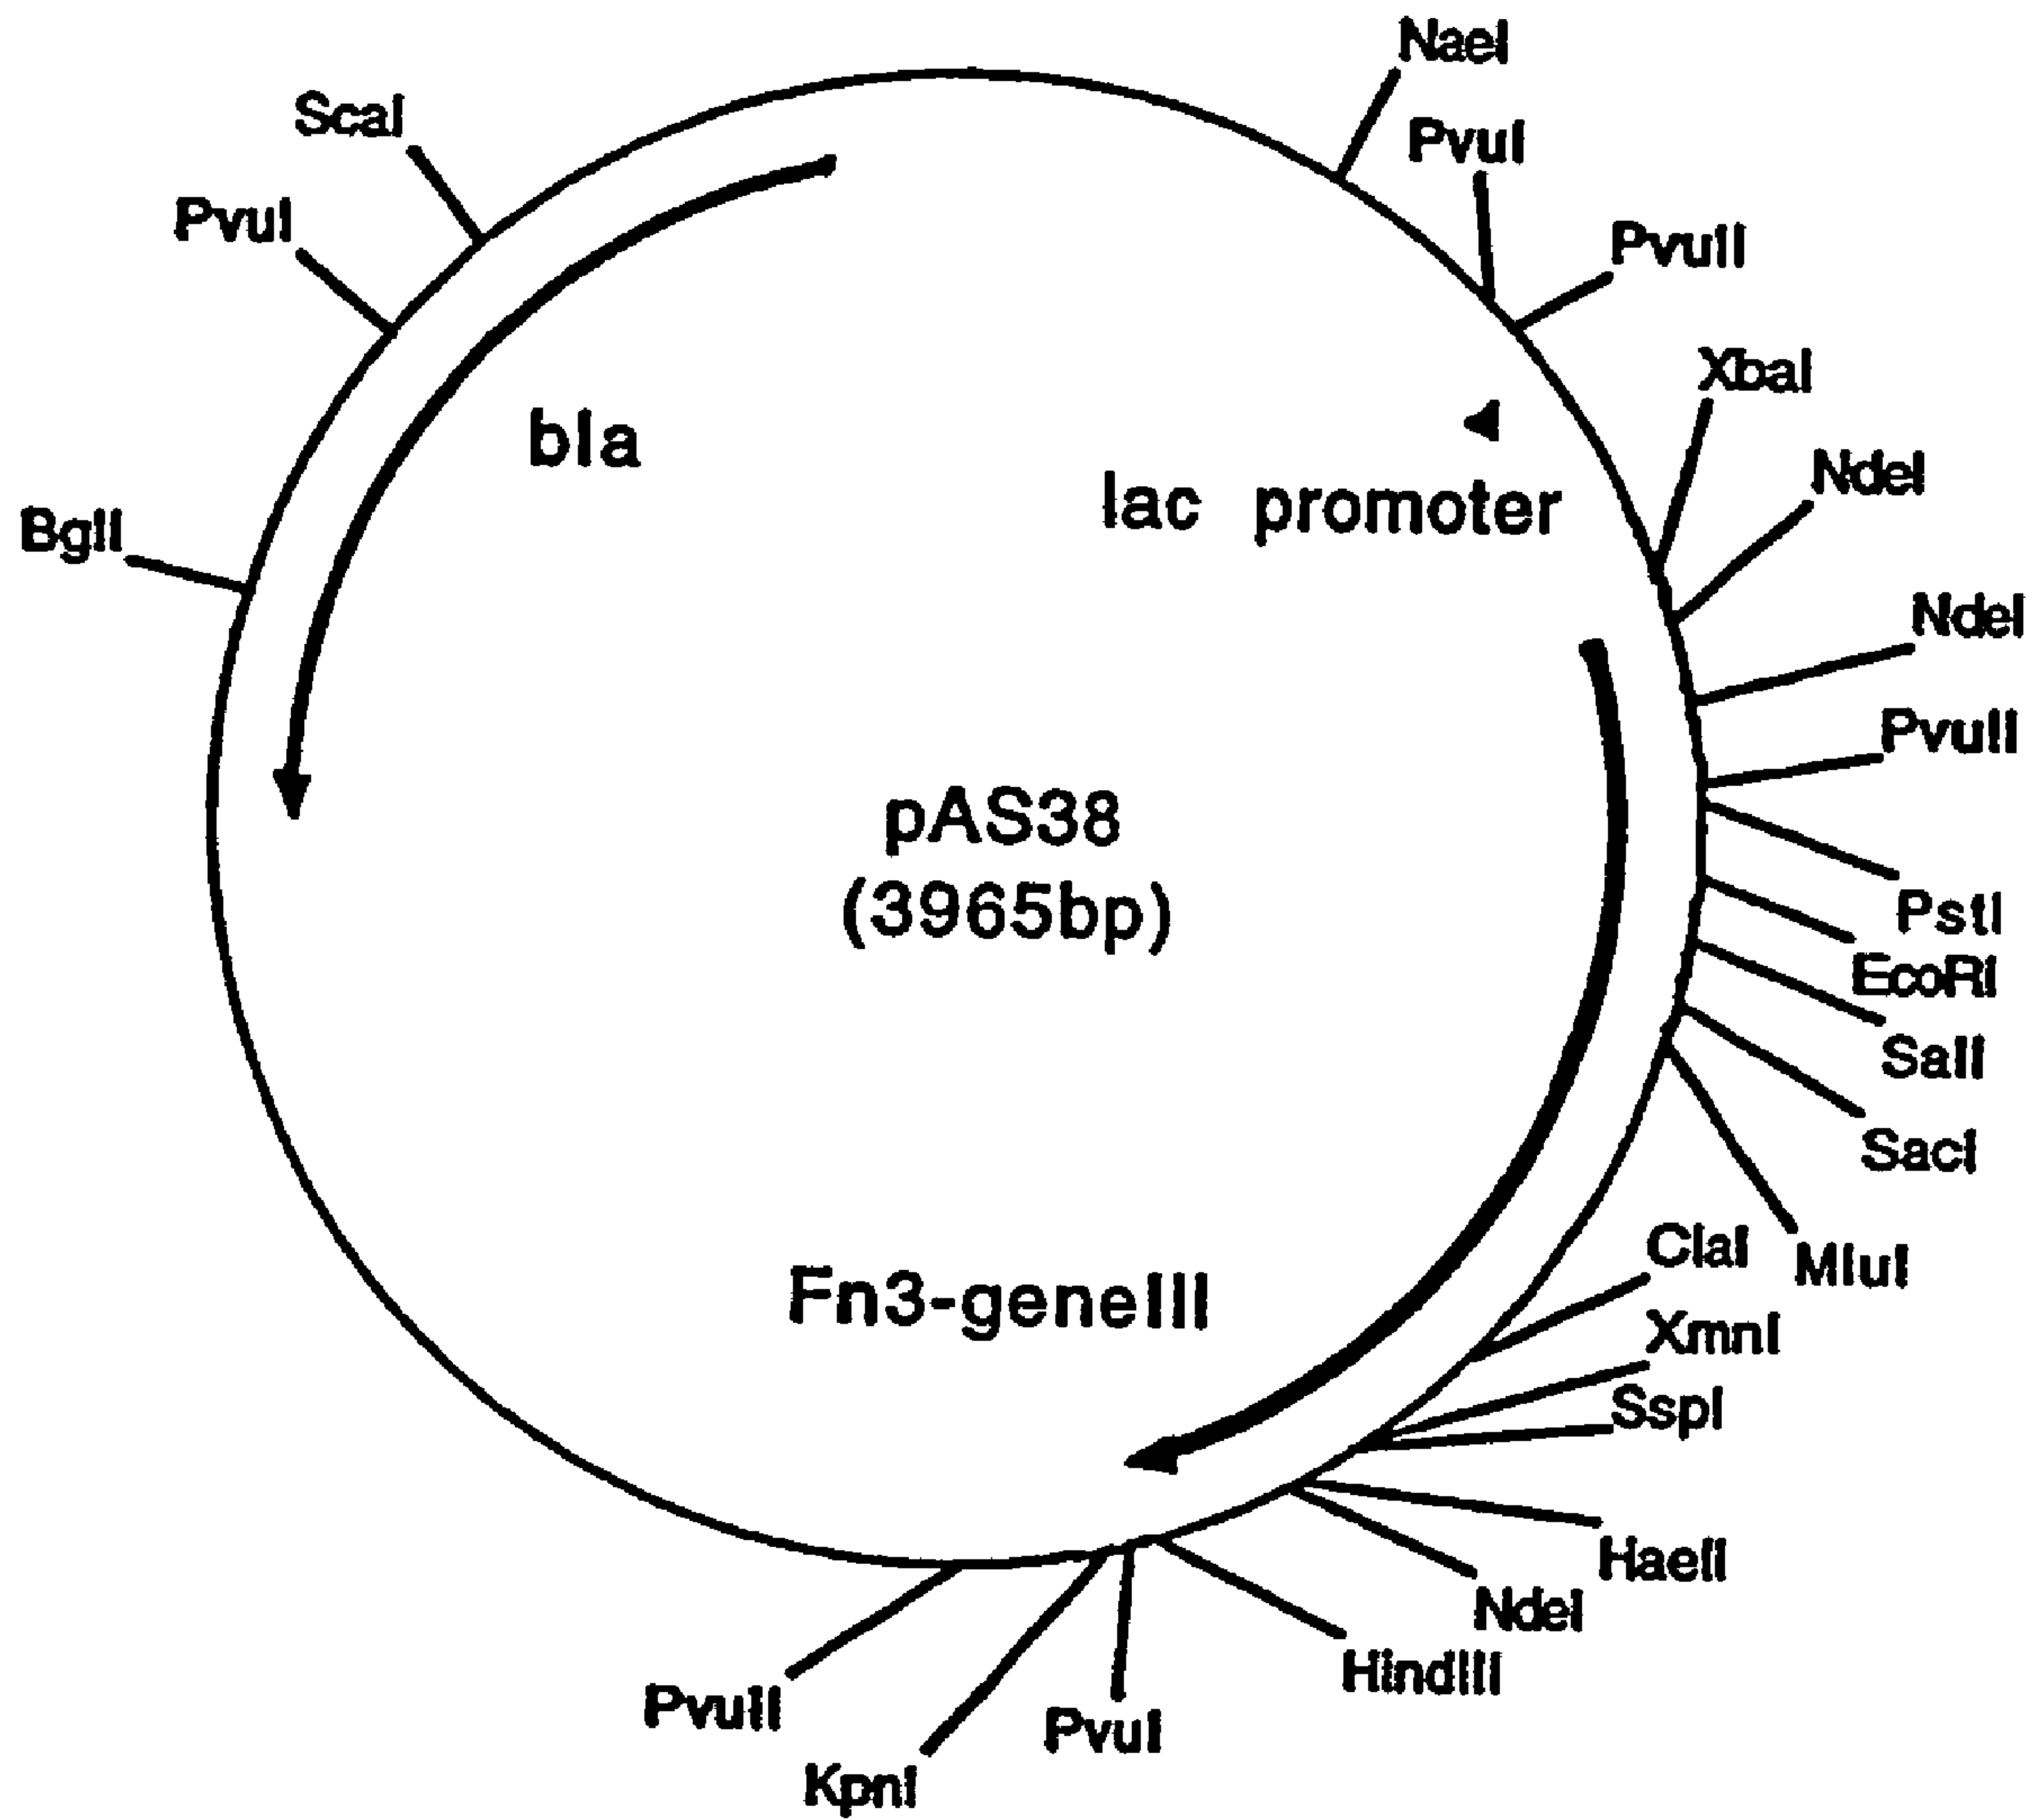 NaeI
PvuI
PvuII
XbaI
NdeI
NdeI
PvuII
PstI
EcoRI
SalI
SacI
MluI
ClaI
XmnI
SspI
HaeII
NdeI
HindIII
PvuI
KpnI
PvuII
BglI
PvuI
ScaI
bla
lac promoter
pAS38
(3965bp)
Fn3-geneIII